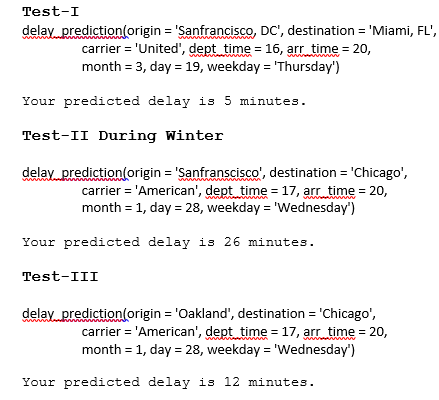 Test-I
delay_prediction(origin = 'Sanfrancisco, DC', destination = 'Miami, FL',
carrier = 'United', dept_time = 16, arr_time = 20,
month = 3, day = 19, weekday = 'Thursday')
Your predicted delay is 5 minutes.
Test-II During Winter
delay_prediction(origin = 'Sanfranscisco', destination = 'Chicago',
carrier = 'American', dept_time = 17, arr_time = 20,
month = 1, day = 28, weekday = 'Wednesday')
Your predicted delay is 26 minutes.
Test-III
delay_prediction(origin = 'Oakland', destination = 'Chicago',
carrier = 'American', dept_time = 17, arr_time = 20,
month = 1, day = 28, weekday = 'Wednesday')
Your predicted delay is 12 minutes.